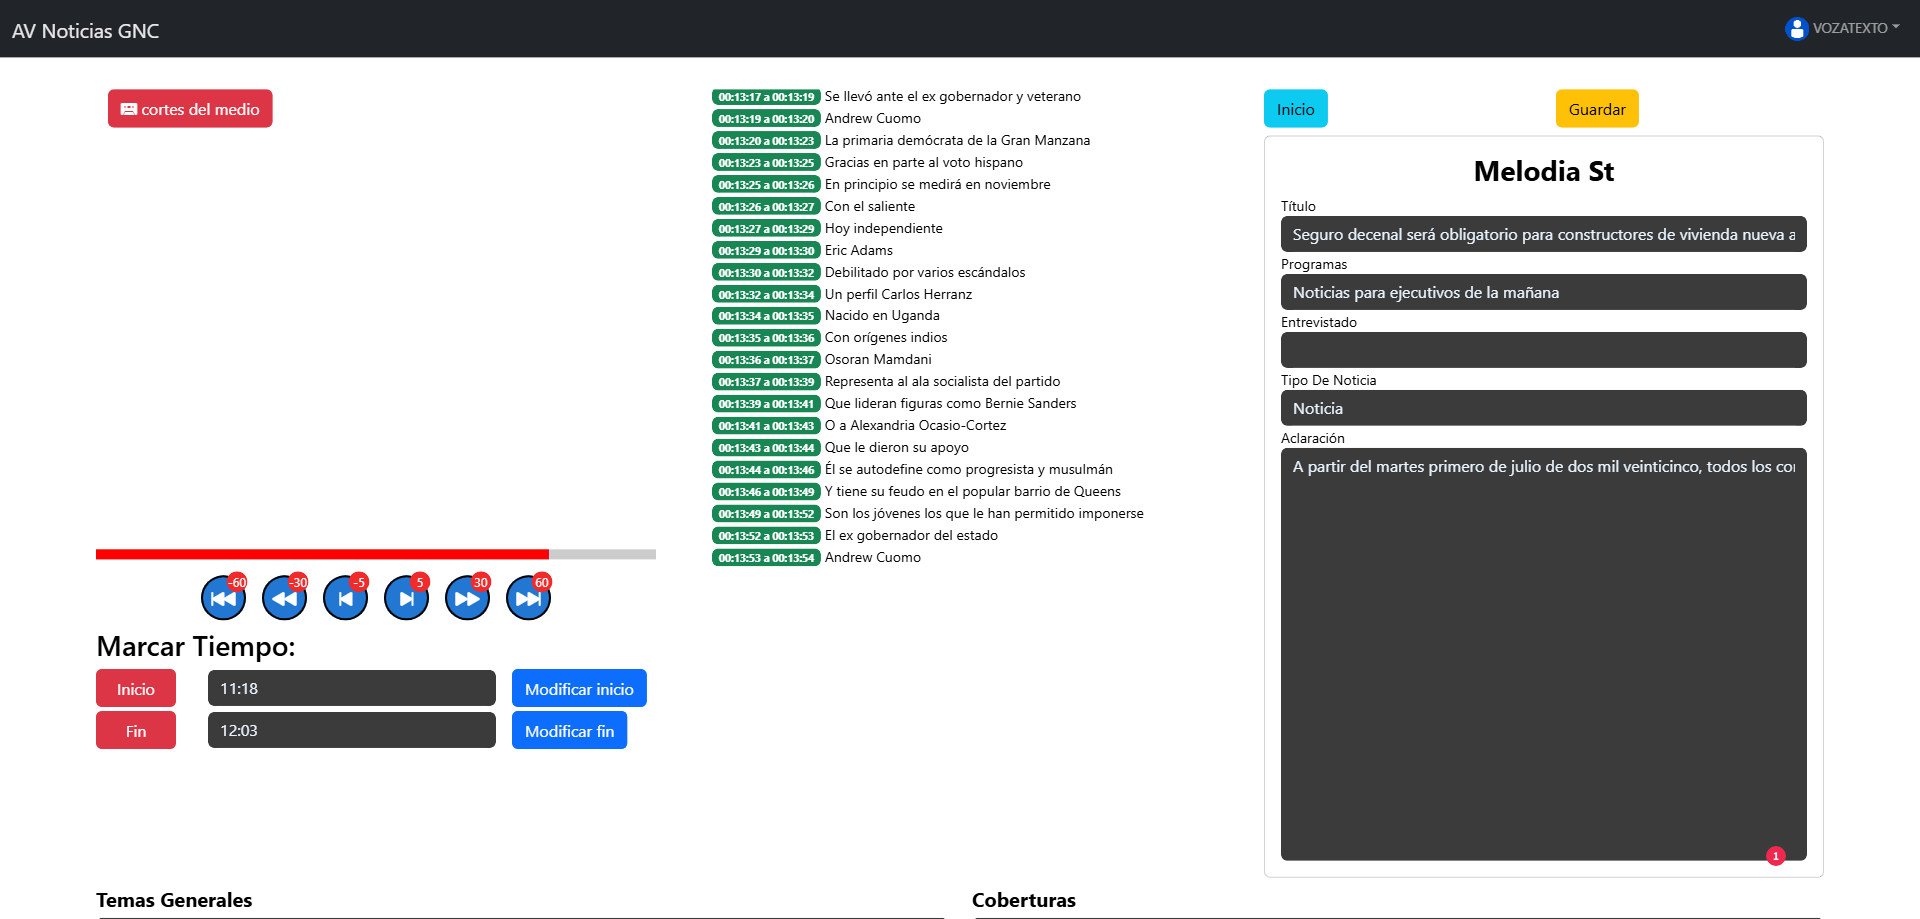 AV Noticias GNC
VOZATEXTO
cortes del medio
-60
-30
-5
5
30
60
Marcar Tiempo:
Inicio
11:18
Modificar inicio
Fin
12:03
Modificar fin
00:13:17 a 00:13:19 Se llevó ante el ex gobernador y veterano
00:13:19 a 00:13:20 Andrew Cuomo
00:13:20 a 00:13:23 La primaria demócrata de la Gran Manzana
00:13:23 a 00:13:25 Gracias en parte al voto hispano
00:13:25 a 00:13:26 En principio se medirá en noviembre
00:13:26 a 00:13:27 Con el saliente
00:13:27 a 00:13:29 Hoy independiente
00:13:29 a 00:13:30 Eric Adams
00:13:30 a 00:13:32 Debilitado por varios escándalos
00:13:32 a 00:13:34 Un perfil Carlos Herranz
00:13:34 a 00:13:35 Nacido en Uganda
00:13:35 a 00:13:36 Con orígenes indios
00:13:36 a 00:13:37 Osoran Mamdani
00:13:37 a 00:13:39 Representa al ala socialista del partido
00:13:39 a 00:13:41 Que lideran figuras como Bernie Sanders
00:13:41 a 00:13:43 O a Alexandria Ocasio-Cortez
00:13:43 a 00:13:44 Que le dieron su apoyo
00:13:44 a 00:13:46 Él se autodefine como progresista y musulmán
00:13:46 a 00:13:49 Y tiene su feudo en el popular barrio de Queens
00:13:49 a 00:13:52 Son los jóvenes los que le han permitido imponerse
00:13:52 a 00:13:53 El ex gobernador del estado
00:13:53 a 00:13:54 Andrew Cuomo
Inicio
Guardar
Melodia St
Título
Seguro decenal será obligatorio para constructores de vivienda nueva a
Programas
Noticias para ejecutivos de la mañana
Entrevistado
Tipo De Noticia
Noticia
Aclaración
A partir del martes primero de julio de dos mil veinticinco, todos los co
1
Temas Generales
Coberturas